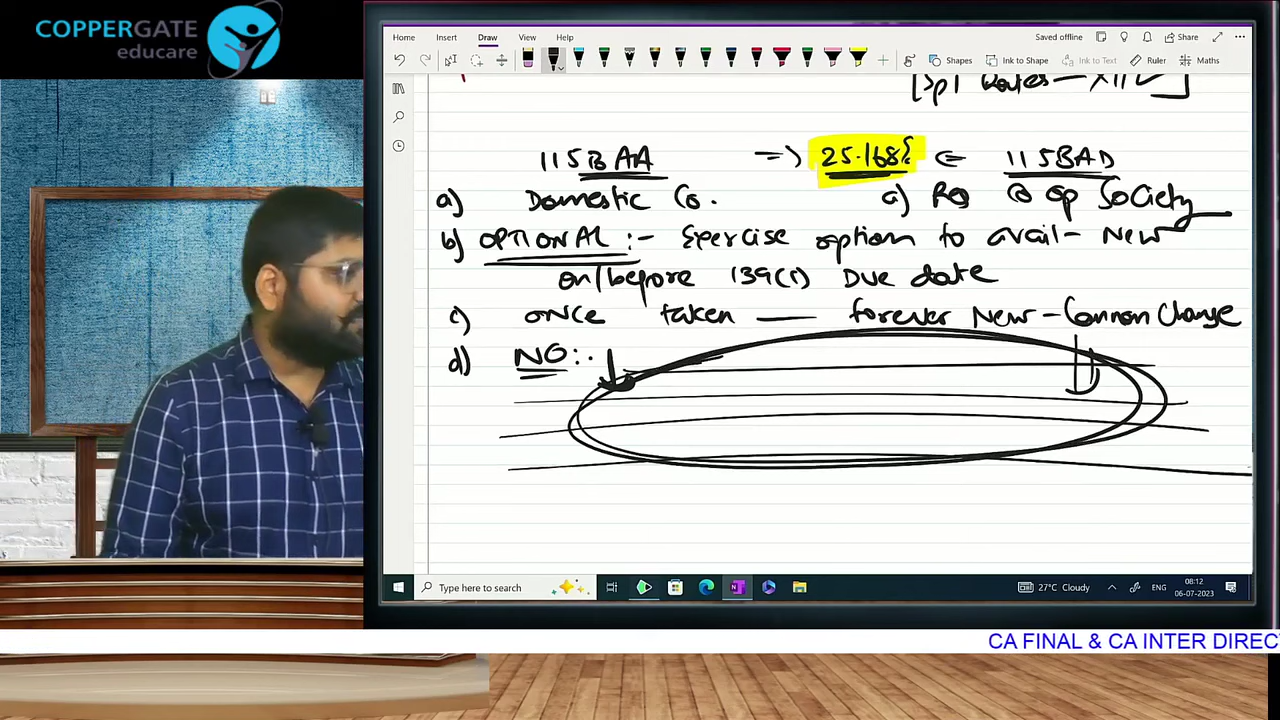 COPPERGATE
educare
Home Insert Draw View Help
Saved offline
Share
Shapes Ink to Shape Ink to Text Ruler Maths
115BAA => 25.168% <= 115BAD
a) Domestic Co. a) Rs Co op Society
b) OPTIONAL :- Exercise option to avail - New
on/before 139(1) Due date
c) once taken — forever New - Cannot Change
d) NO:-
Type here to search
27°C Cloudy
ENG
08:12
06-07-2023
CA FINAL & CA INTER DIREC